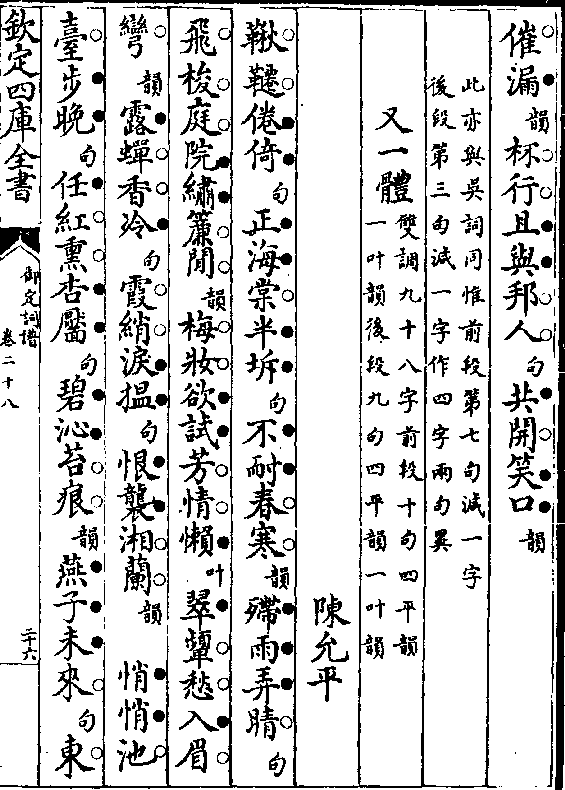 催漏韻杯行且與邦人句共開笑口韻
此亦與吳詞同惟前段第七句減一字
後段第三句減一字作四字兩句異
又一體雙調九十八字前段十句四平韻
一叶韻後段九句四平韻一叶韻
陳允平
鞦韆倦倚句正海棠半坼句不耐春寒韻殢雨弄晴句
飛梭庭院繡簾閒韻梅妝欲試芳情懶叶翠顰愁入眉
彎韻霧蟬香冷句霞綃淚揾句恨襲湘蘭韻悄悄池
臺步晚句任紅熏杏靨句碧沁苔痕韻燕子未來句東
欽定四庫全書
御定詞譜
卷二十八
二十六